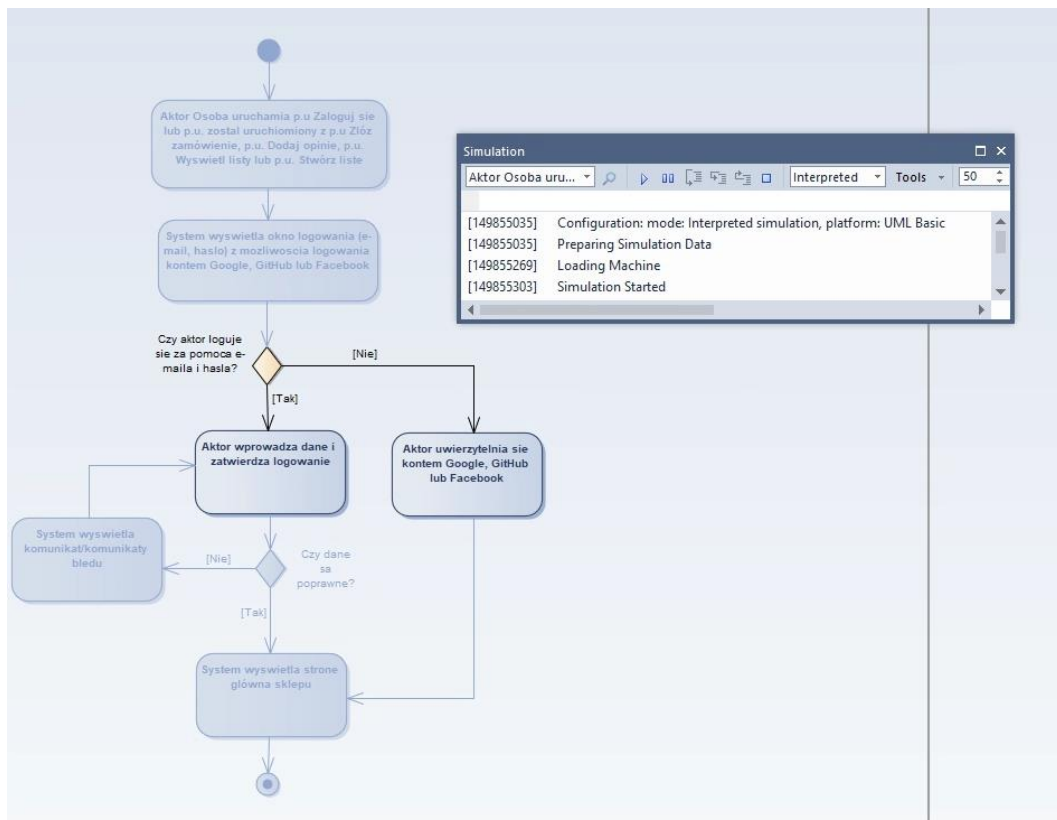 Aktor Osoba uruchamia p.u Zaloguj sie
lub p.u. zostal uruchiomiony z p.u Zlóz
zamówienie, p.u. Dodaj opinie, p.u.
Wyswietl listy lub p.u. Stwórz liste
System wyswietla okno logowania (e-
mail, haslo) z mozliwoscia logowania
kontem Google, GitHub lub Facebook
Simulation
Aktor Osoba uru...
Interpreted
Tools
50
[149855035] Configuration: mode: Interpreted simulation, platform: UML Basic
[149855035] Preparing Simulation Data
[149855269] Loading Machine
[149855303] Simulation Started
Czy aktor loguje
sie za pomoca e-
maila i hasla?
[Nie]
[Tak]
Aktor wprowadza dane i
zatwierdza logowanie
Aktor uwierzytelnia sie
kontem Google, GitHub
lub Facebook
System wyswietla
komunikat/komunikaty
bledu
[Nie]
Czy dane
sa
poprawne?
[Tak]
System wyswietla strone
glówna sklepu